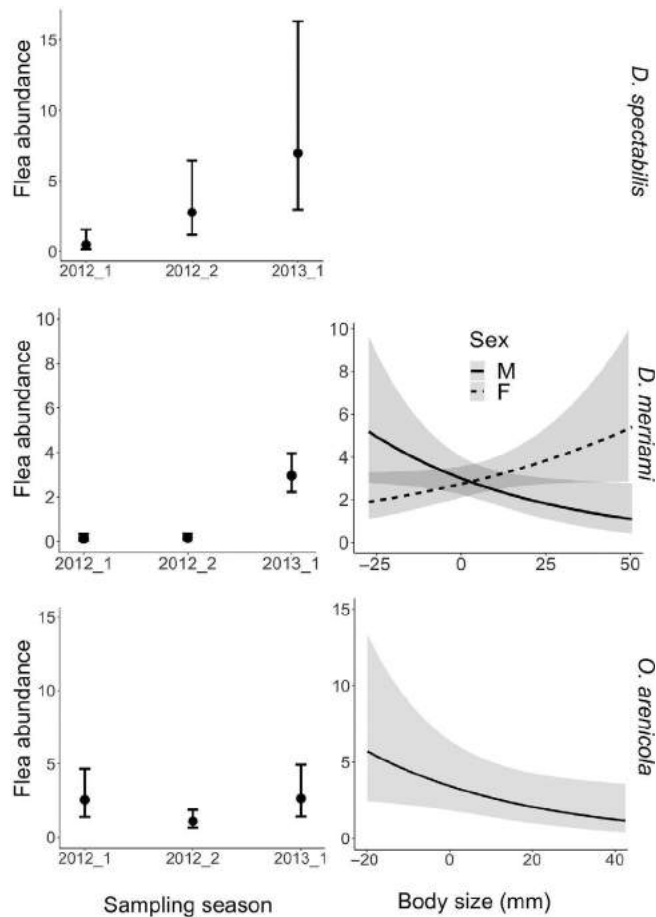 Flea abundance
15
10
5
0
2012_1 2012_2 2013_1
D. spectabilis
Flea abundance
10
8
6
4
2
0
2012_1 2012_2 2013_1
10
8
6
4
2
0
−25 0 25 50
Sex
M
F
D. merriami
Flea abundance
15
10
5
0
2012_1 2012_2 2013_1
Sampling season
15
10
5
0
−20 0 20 40
Body size (mm)
O. arenicola